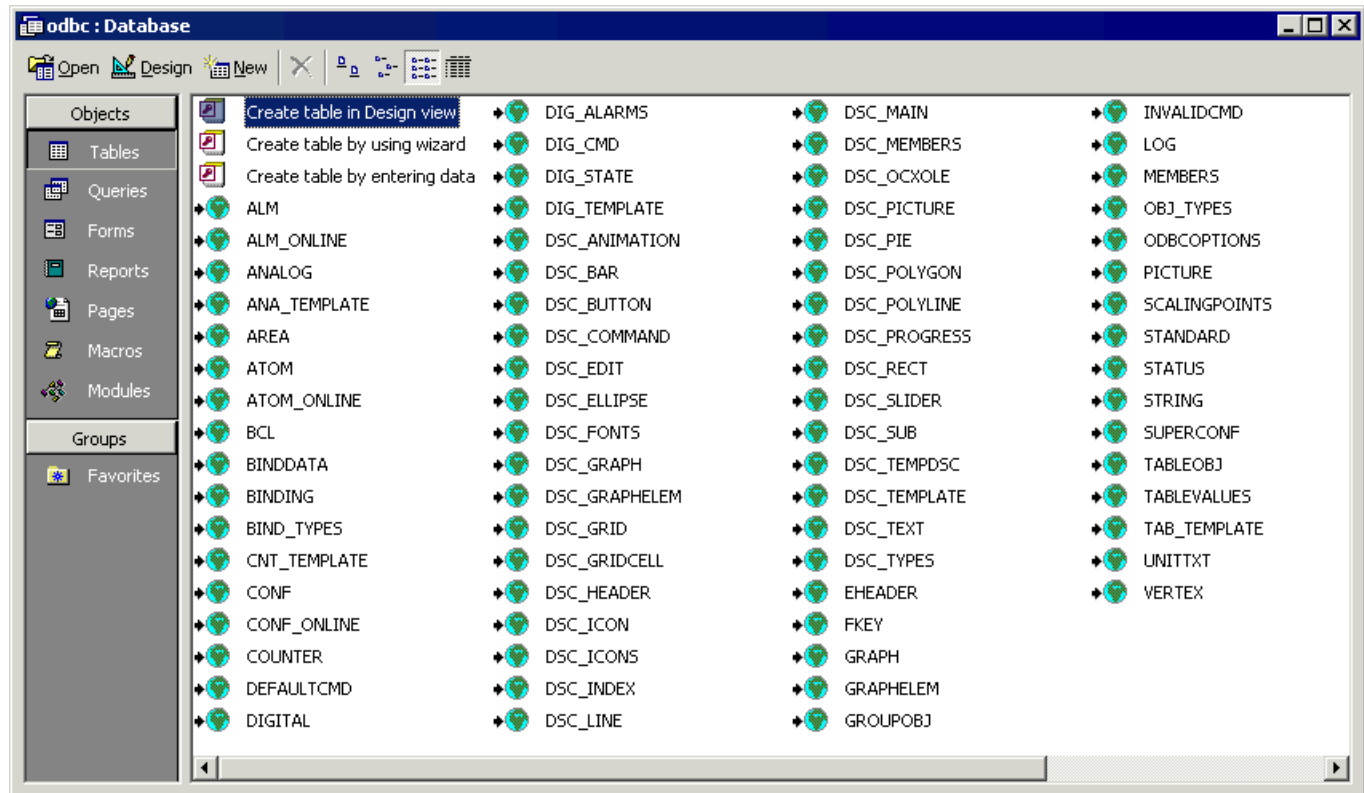 odbc : Database
Open Design New
Objects
Tables
Queries
Forms
Reports
Pages
Macros
Modules
Groups
Favorites
Create table in Design view
Create table by using wizard
Create table by entering data
ALM
ALM_ONLINE
ANALOG
ANA_TEMPLATE
AREA
ATOM
ATOM_ONLINE
BCL
BINDDATA
BINDING
BIND_TYPES
CNT_TEMPLATE
CONF
CONF_ONLINE
COUNTER
DEFAULTCMD
DIGITAL
DIG_ALARMS
DIG_CMD
DIG_STATE
DIG_TEMPLATE
DSC_ANIMATION
DSC_BAR
DSC_BUTTON
DSC_COMMAND
DSC_EDIT
DSC_ELLIPSE
DSC_FONTS
DSC_GRAPH
DSC_GRAPHELEM
DSC_GRID
DSC_GRIDCELL
DSC_HEADER
DSC_ICON
DSC_ICONS
DSC_INDEX
DSC_LINE
DSC_MAIN
DSC_MEMBERS
DSC_OCXOLE
DSC_PICTURE
DSC_PIE
DSC_POLYGON
DSC_POLYLINE
DSC_PROGRESS
DSC_RECT
DSC_SLIDER
DSC_SUB
DSC_TEMPDSC
DSC_TEMPLATE
DSC_TEXT
DSC_TYPES
EHEADER
FKEY
GRAPH
GRAPHELEM
GROUPOBJ
INVALIDCMD
LOG
MEMBERS
OBJ_TYPES
ODBCOPTIONS
PICTURE
SCALINGPOINTS
STANDARD
STATUS
STRING
SUPERCONF
TABLEOBJ
TABLEVALUES
TAB_TEMPLATE
UNITTXT
VERTEX